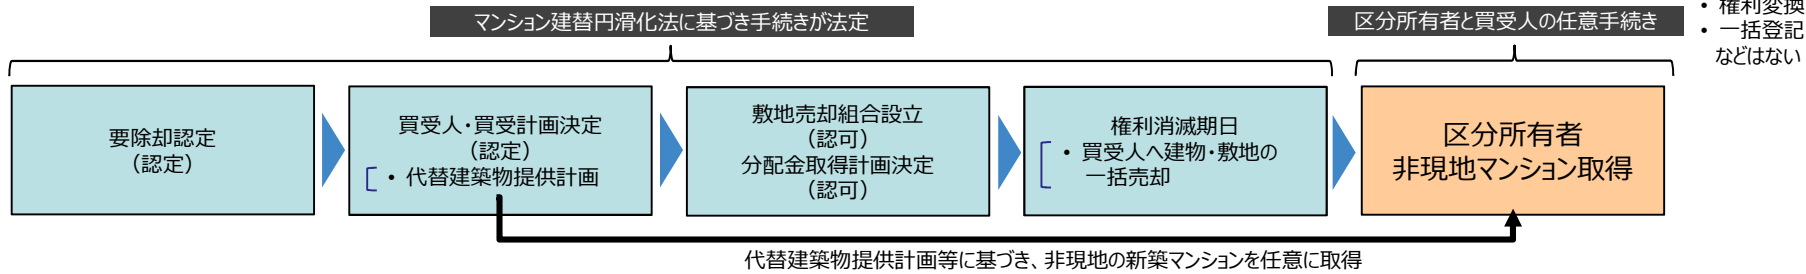 マンション建替円滑化法に基づき手続きが法定
区分所有者と買受人の任意手続き
• 権利変換
• 一括登記
などはない
要除却認定
（認定）
買受人・買受計画決定
（認定）
• 代替建築物提供計画
敷地売却組合設立
（認可）
分配金取得計画決定
（認可）
権利消滅期日
• 買受人へ建物・敷地の
一括売却
区分所有者
非現地マンション取得
代替建築物提供計画等に基づき、非現地の新築マンションを任意に取得